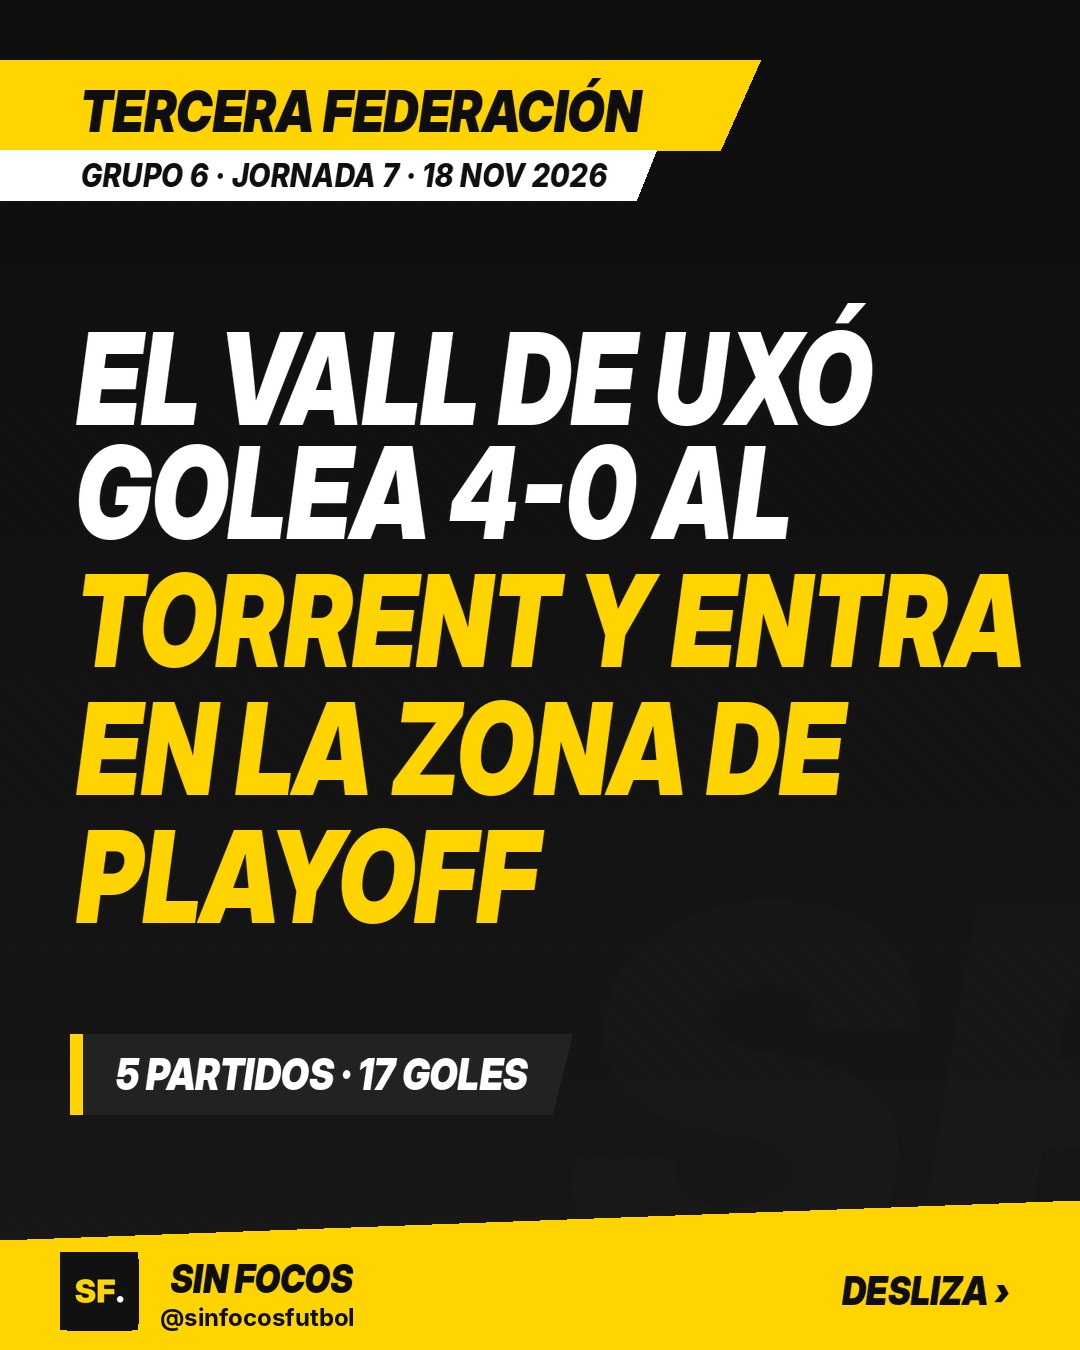 TERCERA FEDERACIÓN
GRUPO 6 · JORNADA 7 · 18 NOV 2026
EL VALL DE UXÓ
GOLEA 4-0 AL
TORRENT Y ENTRA
EN LA ZONA DE
PLAYOFF
5 PARTIDOS · 17 GOLES
SF.
SIN FOCOS
@sinfocosfutbol
DESLIZA ›